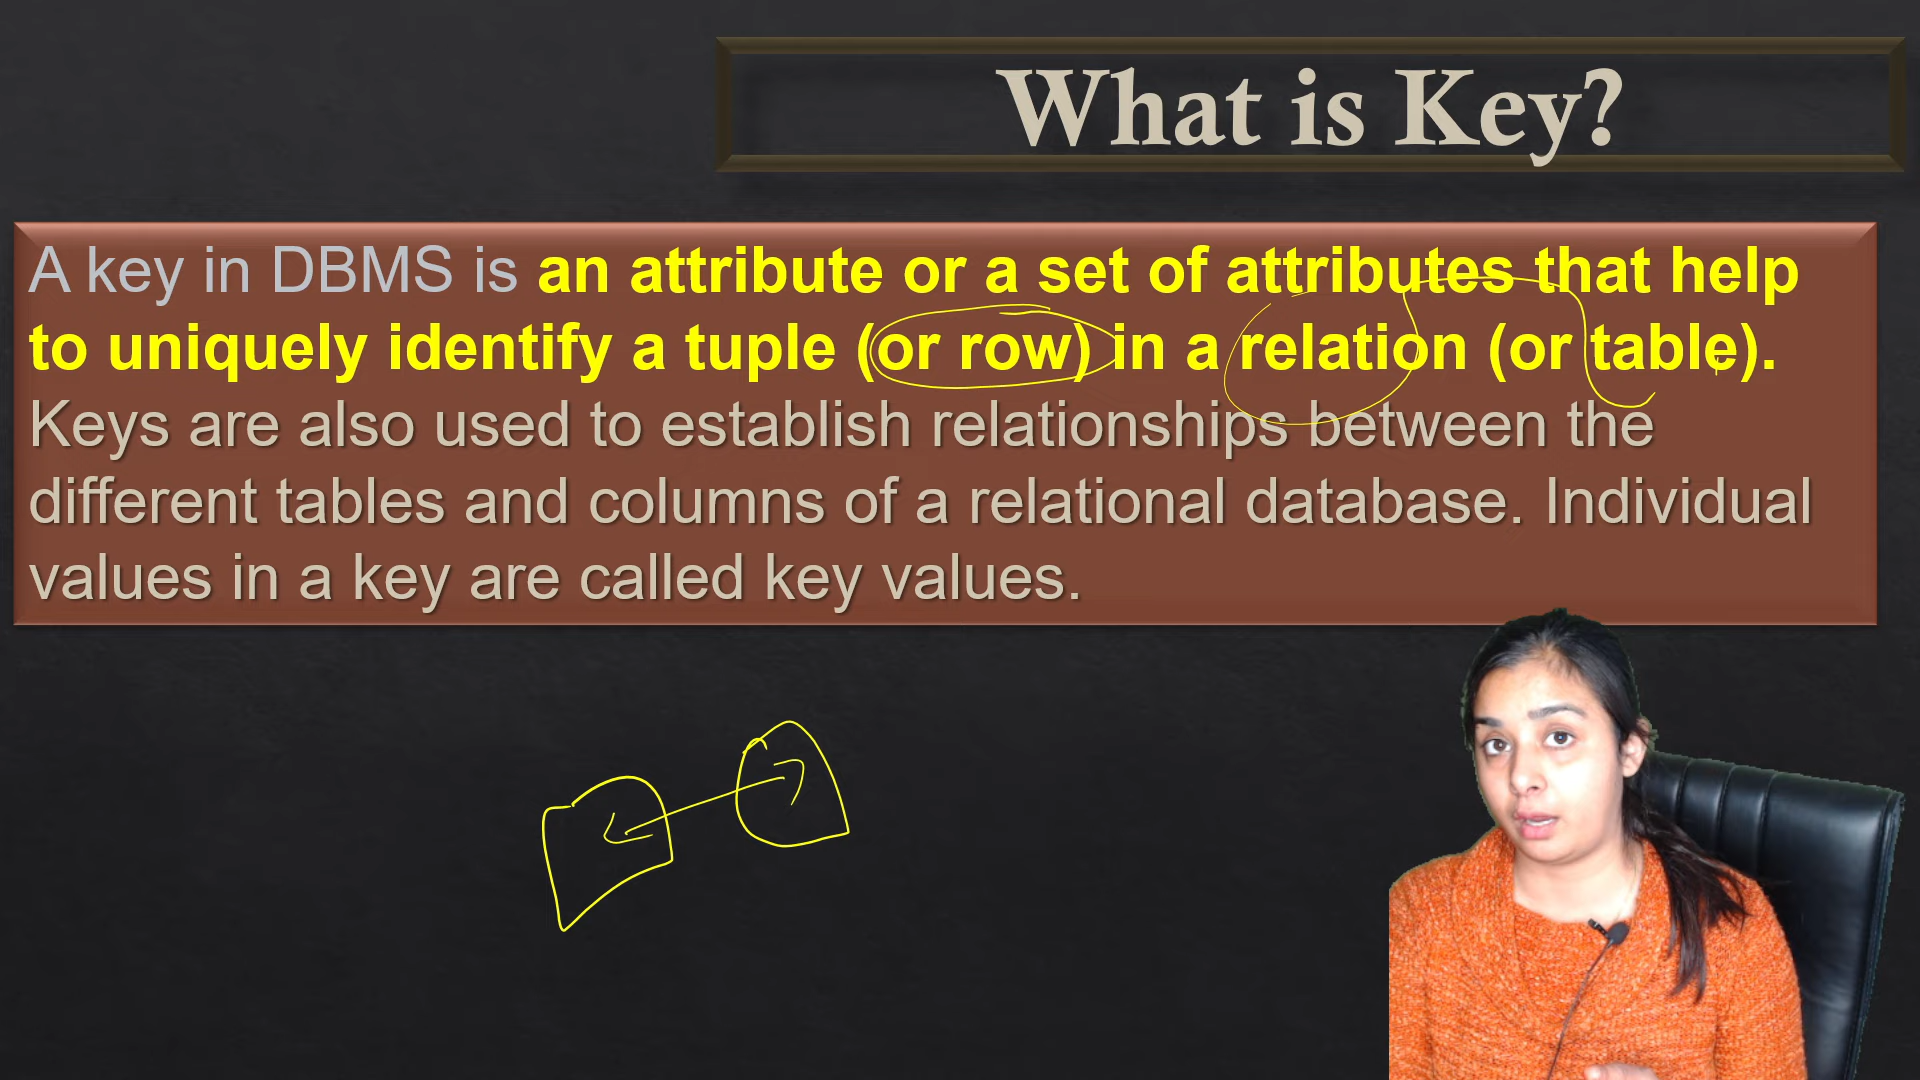 What is Key?
A key in DBMS is an attribute or a set of attributes that help
to uniquely identify a tuple (or row) in a relation (or table).
Keys are also used to establish relationships between the
different tables and columns of a relational database. Individual
values in a key are called key values.